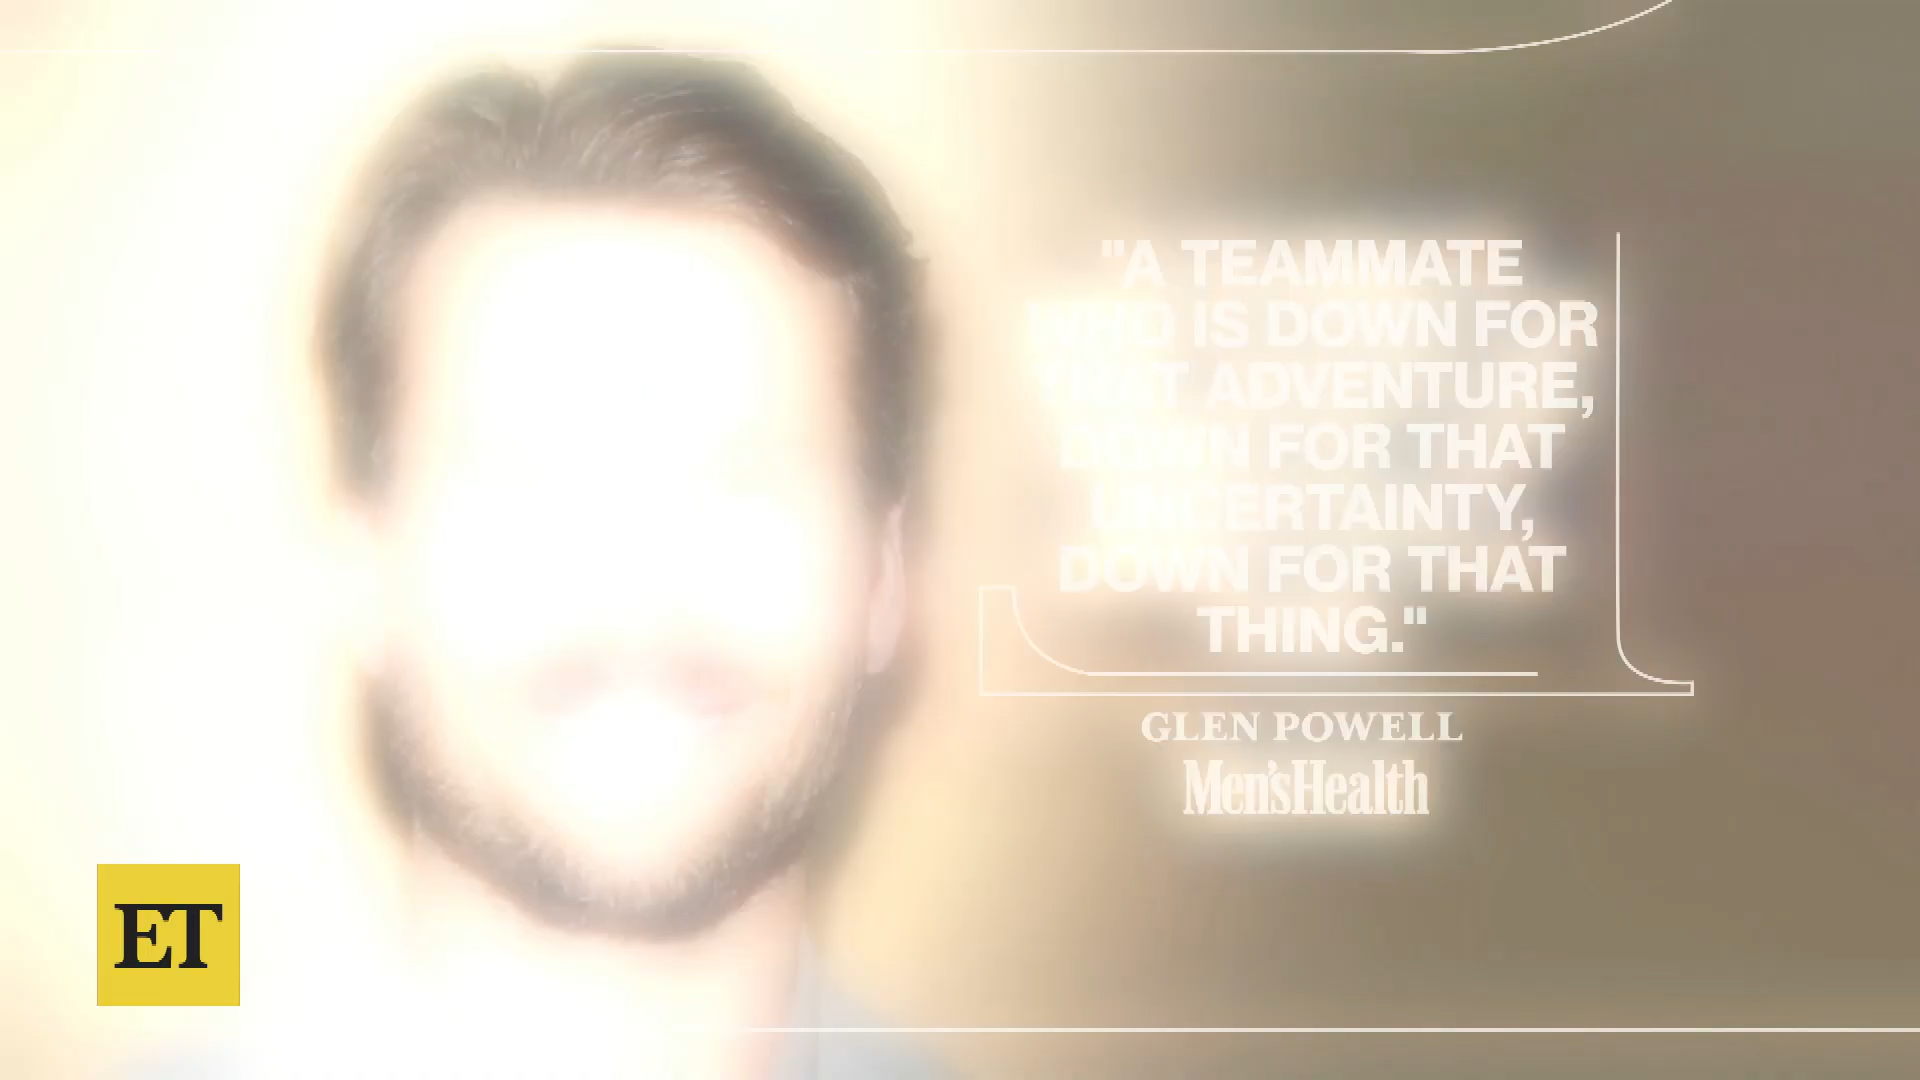 "A TEAMMATE
WHO IS DOWN FOR
THAT ADVENTURE,
DOWN FOR THAT
UNCERTAINTY,
DOWN FOR THAT
THING."
GLEN POWELL
Men'sHealth
ET